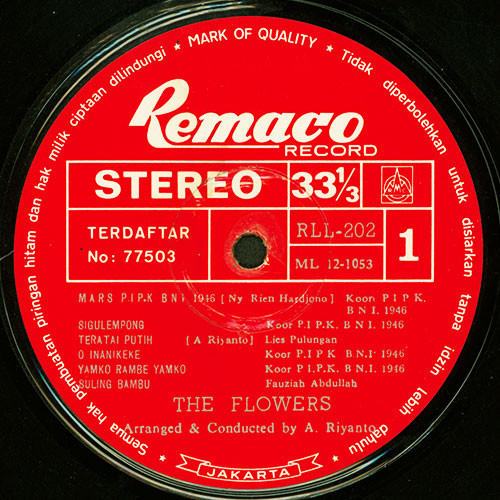 Semua hak pembuatan piringan hitam dan hak milik ciptaan dilindungi ★ MARK OF QUALITY ★ Tidak diperbolehkan untuk disiarkan tanpa idzin lebih dahulu
Remaco
RECORD
STEREO 33 1/3
TERDAFTAR
No: 77503
RLL-202
ML 12-1053
1
MARS P.I.P.K B N I. 1946 [ Ny Rien Hardjono ] Koor P I P K.
B N I. 1946
SIGULEMPONG Koor P.I.P.K. B N. I. 1946
TERATAI PUTIH [ A Riyanto ] Lies Pulungan
O INANIKEKE Koor P.I.P K B N.I. 1946
YAMKO RAMBE YAMKO Koor P I.P.K. B N.I. 1946
SULING BAMBU Fauziah Abdullah
THE FLOWERS
Arranged & Conducted by A. Riyanto
★ JAKARTA ★